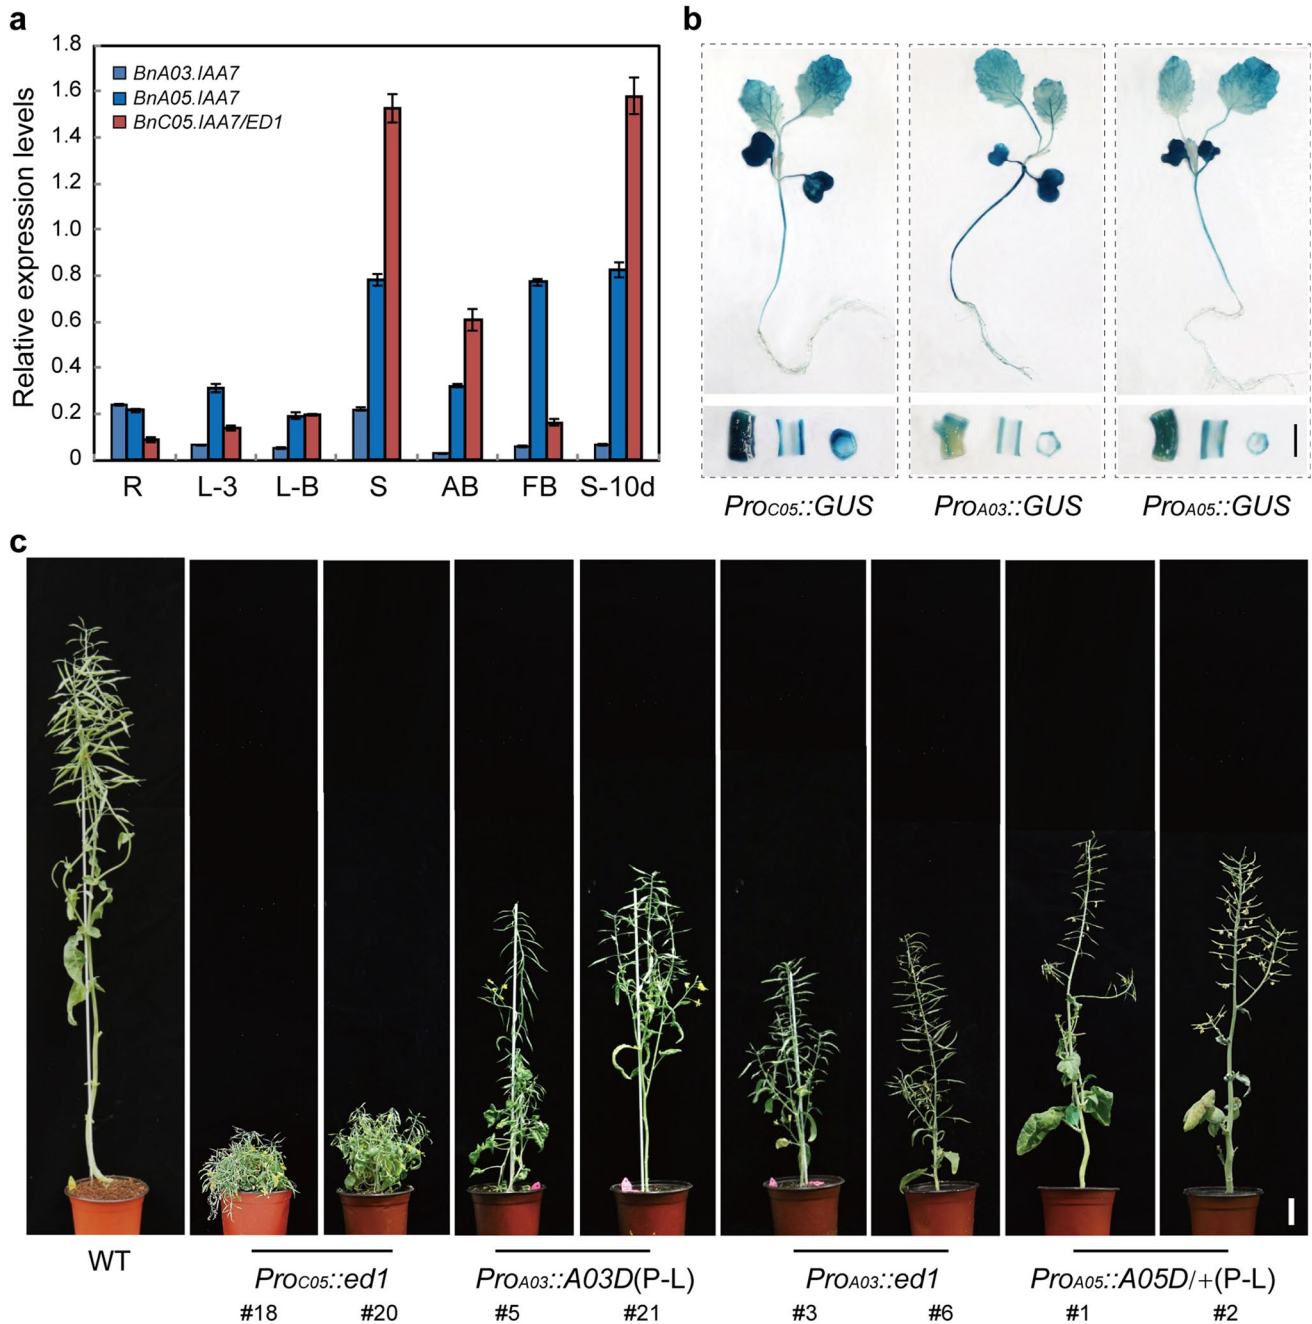 a
1.8
1.6
1.4
1.2
1.0
0.8
0.6
0.4
0.2
0
Relative expression levels
BnA03.IAA7
BnA05.IAA7
BnC05.IAA7/ED1
R L-3 L-B S AB FB S-10d
b
ProC05::GUS ProA03::GUS ProA05::GUS
c
WT
ProC05::ed1 ProA03::A03D(P-L) ProA03::ed1 ProA05::A05D/+(P-L)
#18 #20 #5 #21 #3 #6 #1 #2